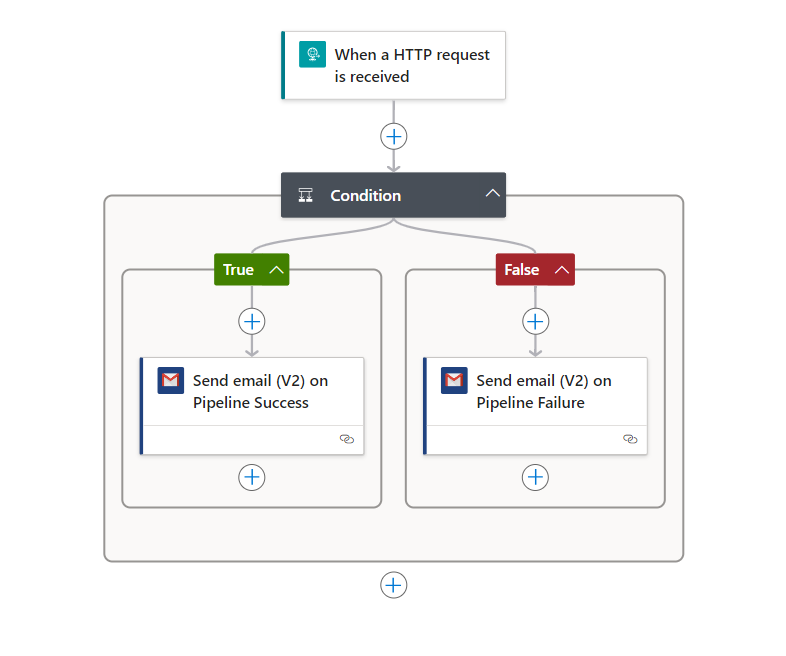 When a HTTP request
is received
Condition
True
False
Send email (V2) on
Pipeline Success
Send email (V2) on
Pipeline Failure